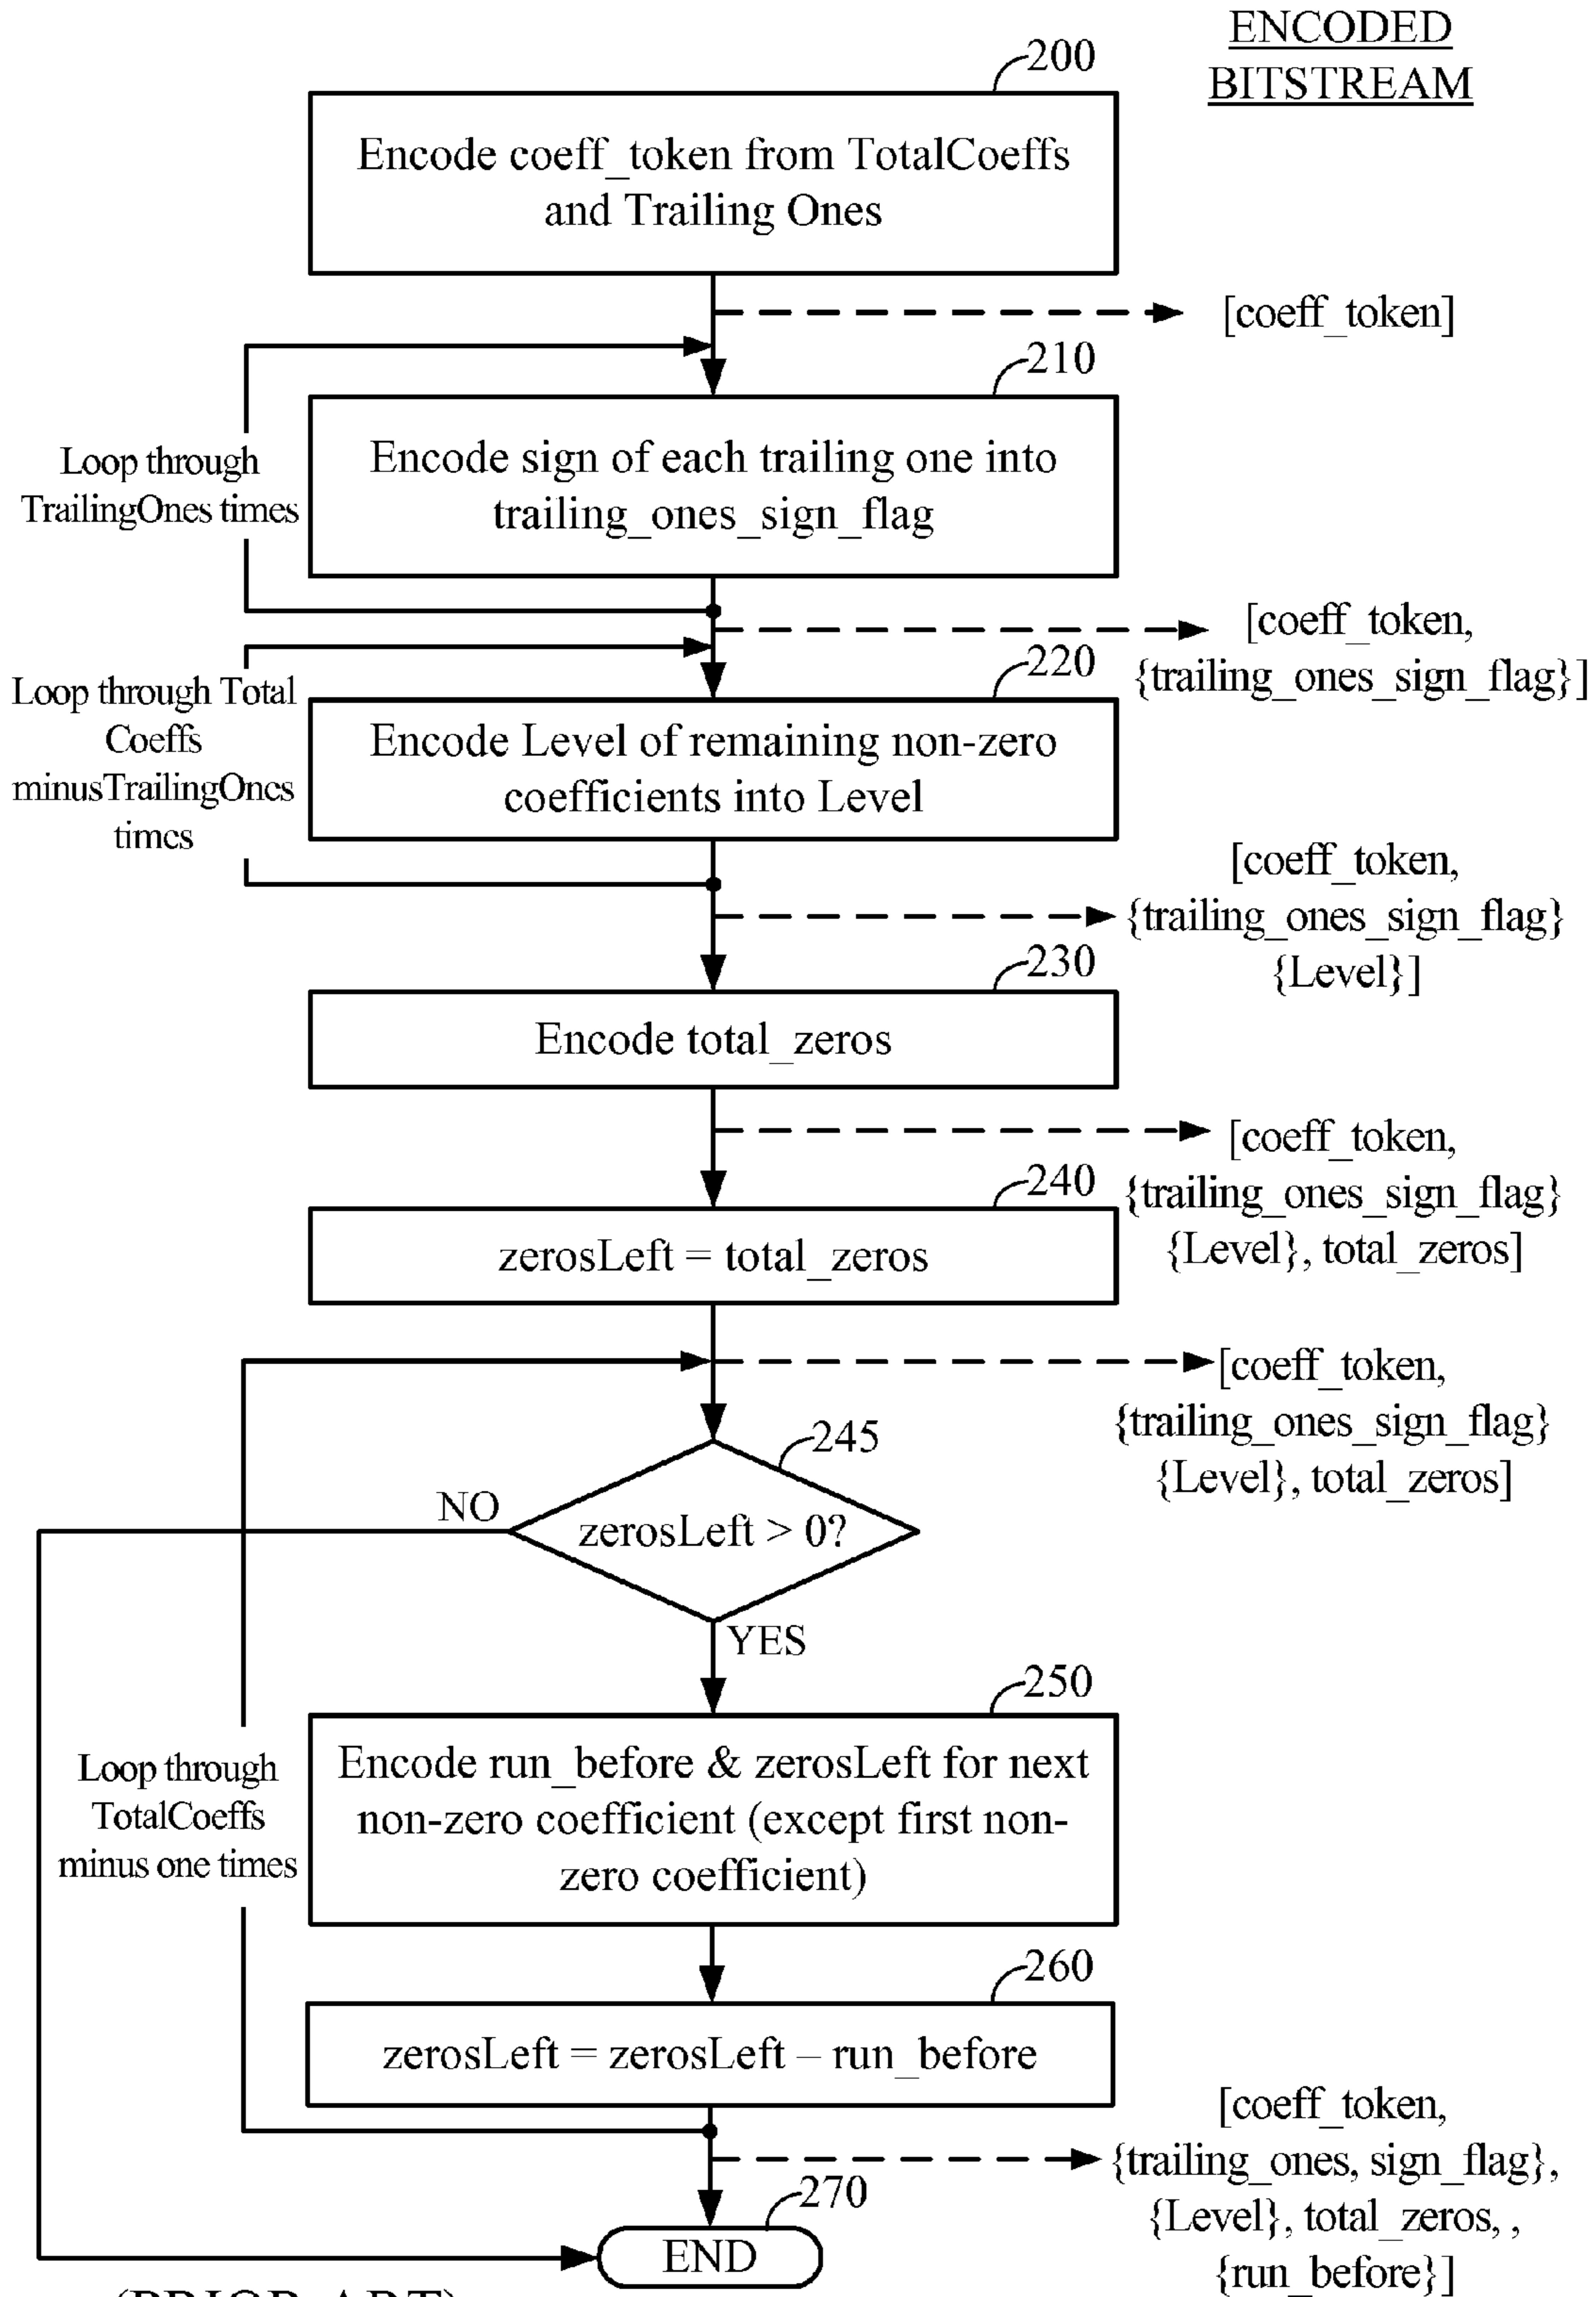 ENCODED
BITSTREAM
200
Encode coeff_token from TotalCoeffs
and Trailing Ones
[coeff_token]
210
Loop through
TrailingOnes times
Encode sign of each trailing one into
trailing_ones_sign_flag
[coeff_token,
{trailing_ones_sign_flag}]
220
Loop through Total
Coeffs
minusTrailingOnes
times
Encode Level of remaining non-zero
coefficients into Level
[coeff_token,
{trailing_ones_sign_flag}
{Level}]
230
Encode total_zeros
[coeff_token,
{trailing_ones_sign_flag}
{Level}, total_zeros]
240
zerosLeft = total_zeros
[coeff_token,
{trailing_ones_sign_flag}
{Level}, total_zeros]
245
NO
zerosLeft > 0?
YES
250
Loop through
TotalCoeffs
minus one times
Encode run_before & zerosLeft for next
non-zero coefficient (except first non-
zero coefficient)
260
zerosLeft = zerosLeft – run_before
[coeff_token,
{trailing_ones, sign_flag},
{Level}, total_zeros, ,
{run_before}]
270
END
(PRIOR ART)